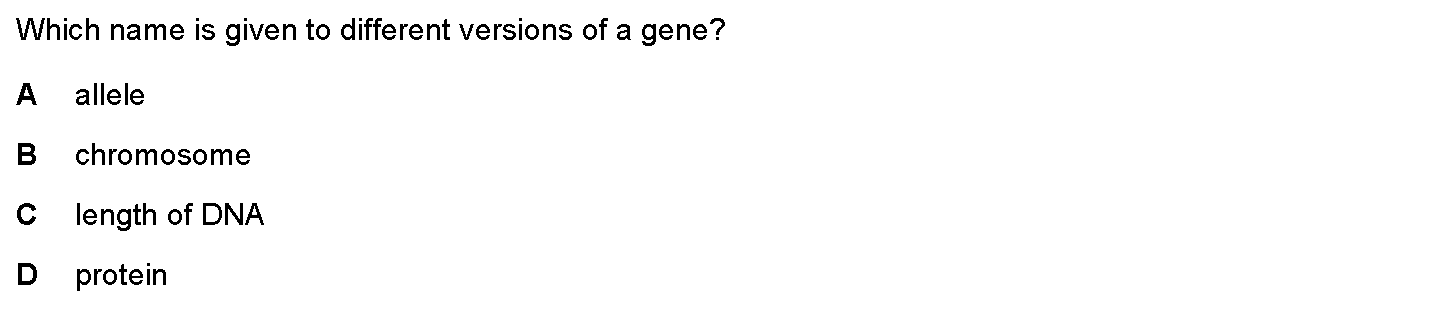 Which name is given to different versions of a gene?
A allele
B chromosome
C length of DNA
D protein